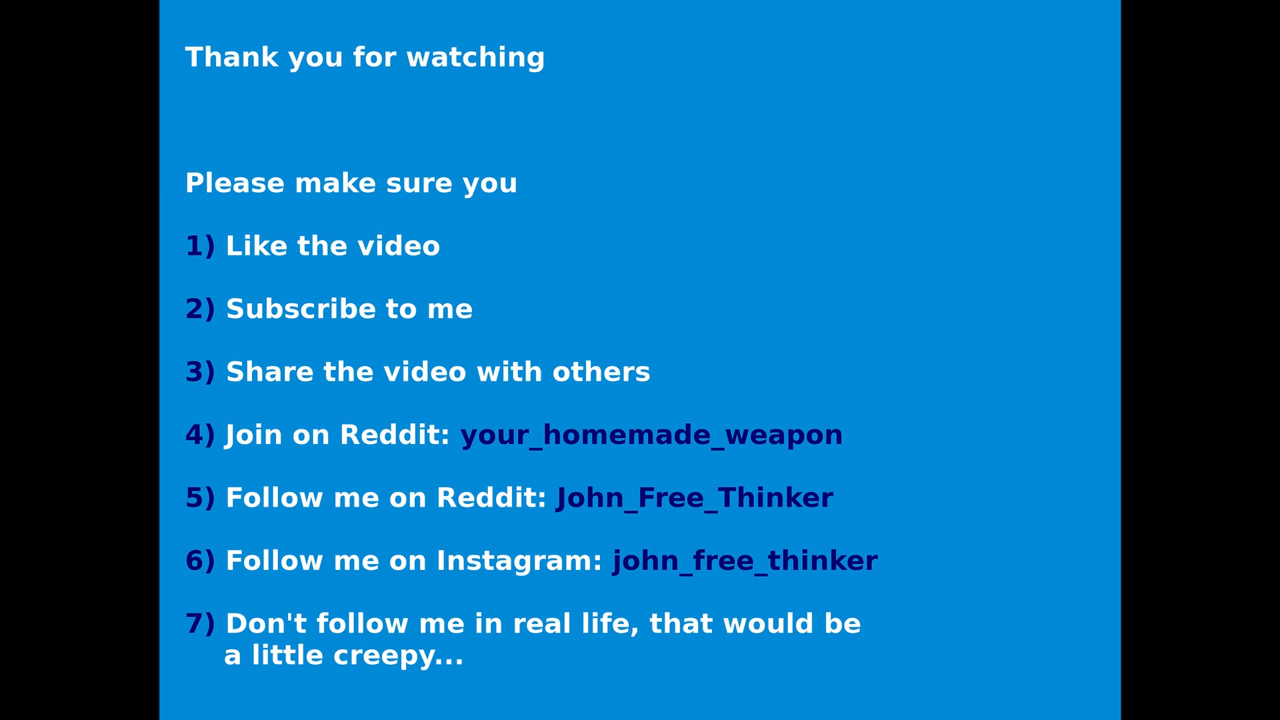 Thank you for watching
Please make sure you
1) Like the video
2) Subscribe to me
3) Share the video with others
4) Join on Reddit: your_homemade_weapon
5) Follow me on Reddit: John_Free_Thinker
6) Follow me on Instagram: john_free_thinker
7) Don't follow me in real life, that would be
a little creepy...